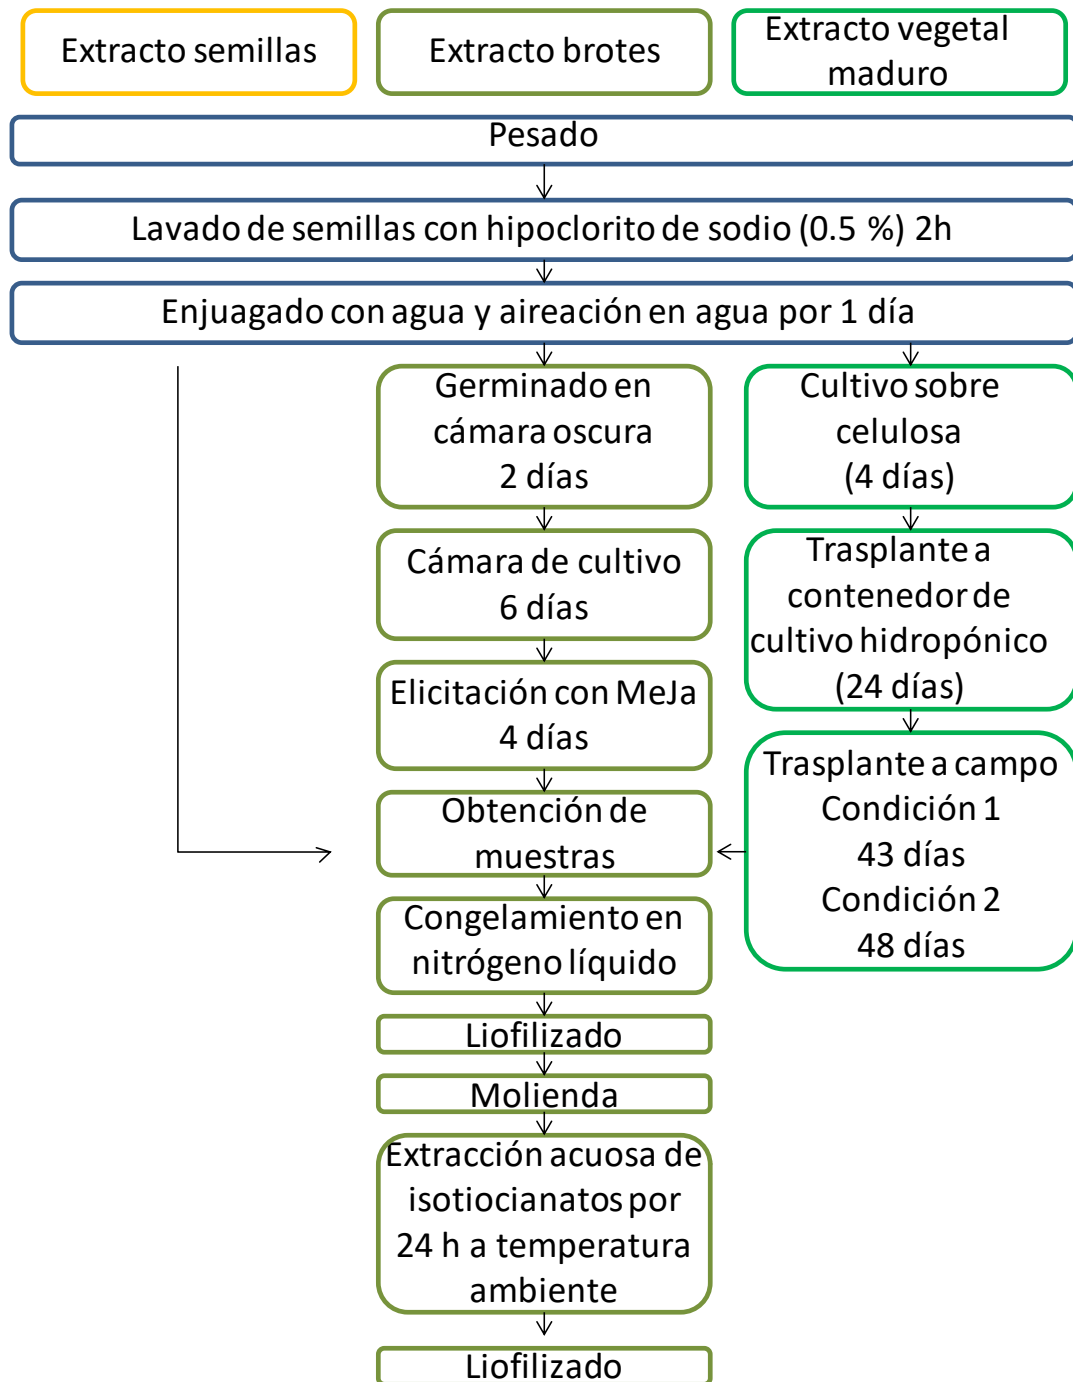 Extracto semillas
Extracto brotes
Extracto vegetal
maduro
Pesado
Lavado de semillas con hipoclorito de sodio (0.5 %) 2h
Enjuagado con agua y aireación en agua por 1 día
Germinado en
cámara oscura
2 días
Cámara de cultivo
6 días
Elicitación con MeJa
4 días
Obtención de
muestras
Cultivo sobre
celulosa
(4 días)
Trasplante a
contenedor de
cultivo hidropónico
(24 días)
Trasplante a campo
Condición 1
43 días
Condición 2
48 días
Congelamiento en
nitrógeno líquido
Liofilizado
Molienda
Extracción acuosa de
isotiocianatos por
24 h a temperatura
ambiente
Liofilizado